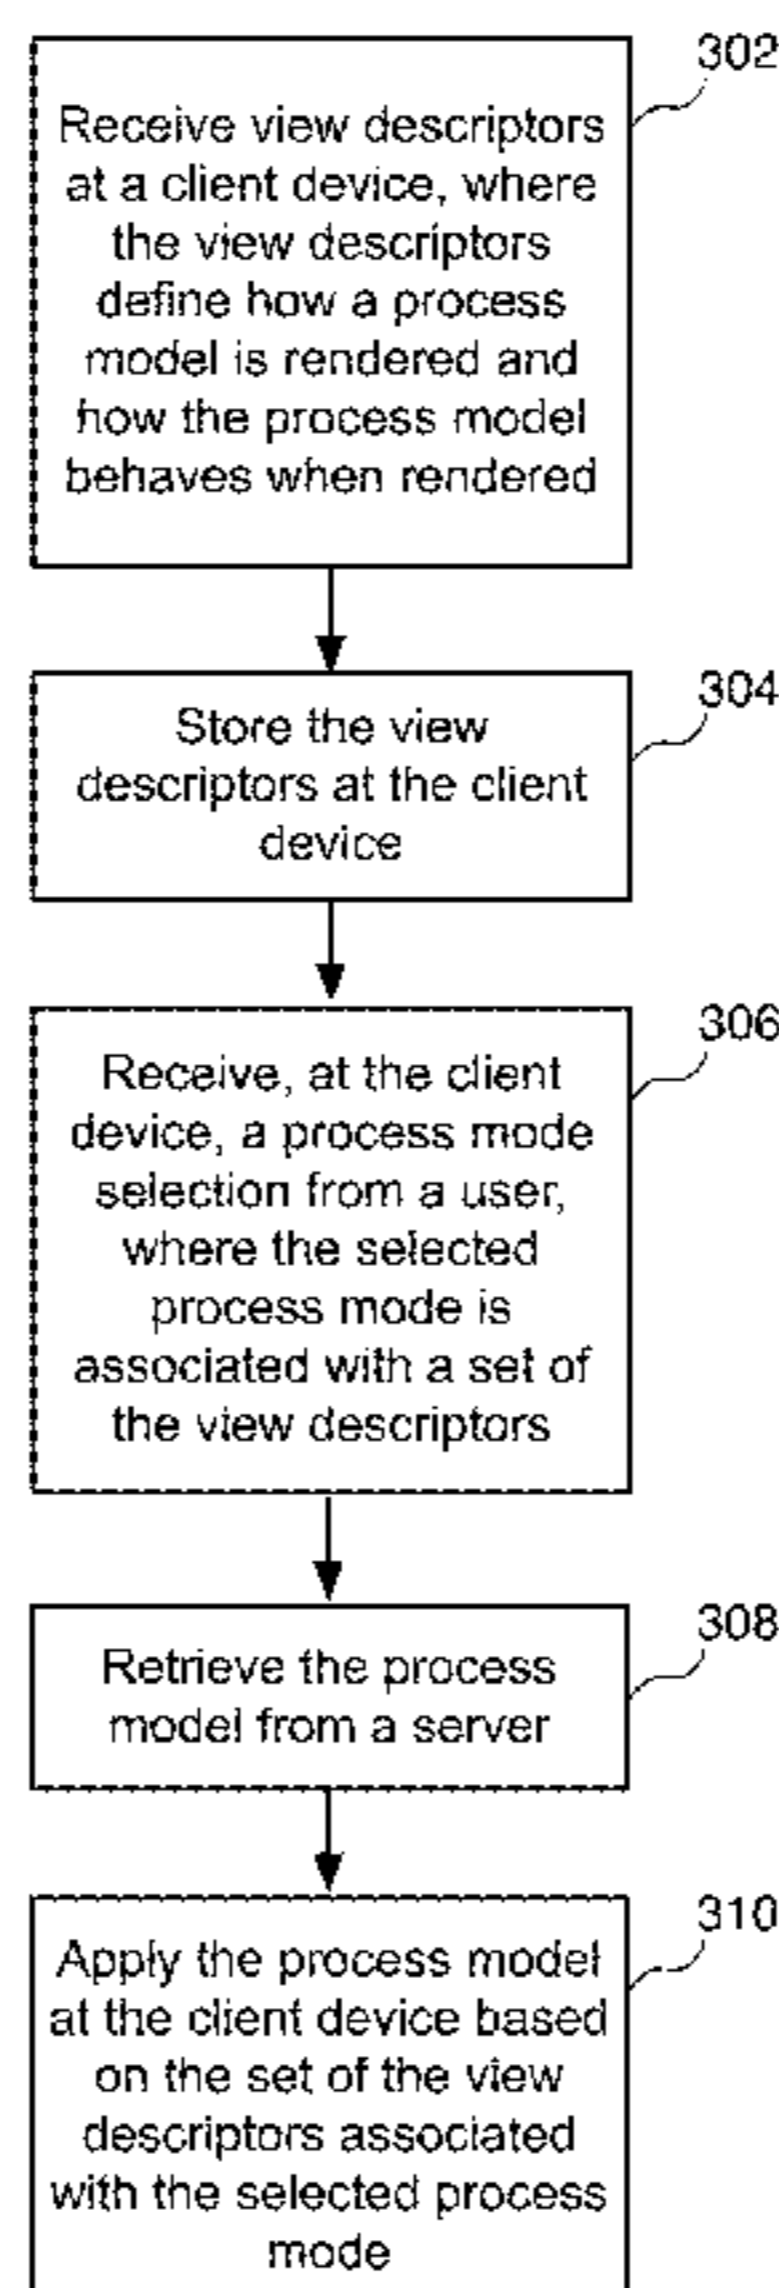 302
Receive view descriptors
at a client device, where
the view descriptors
define how a process
model is rendered and
how the process model
behaves when rendered
304
Store the view
descriptors at the client
device
306
Receive, at the client
device, a process mode
selection from a user,
where the selected
process mode is
associated with a set of
the view descriptors
308
Retrieve the process
model from a server
310
Apply the process model
at the client device based
on the set of the view
descriptors associated
with the selected process
mode